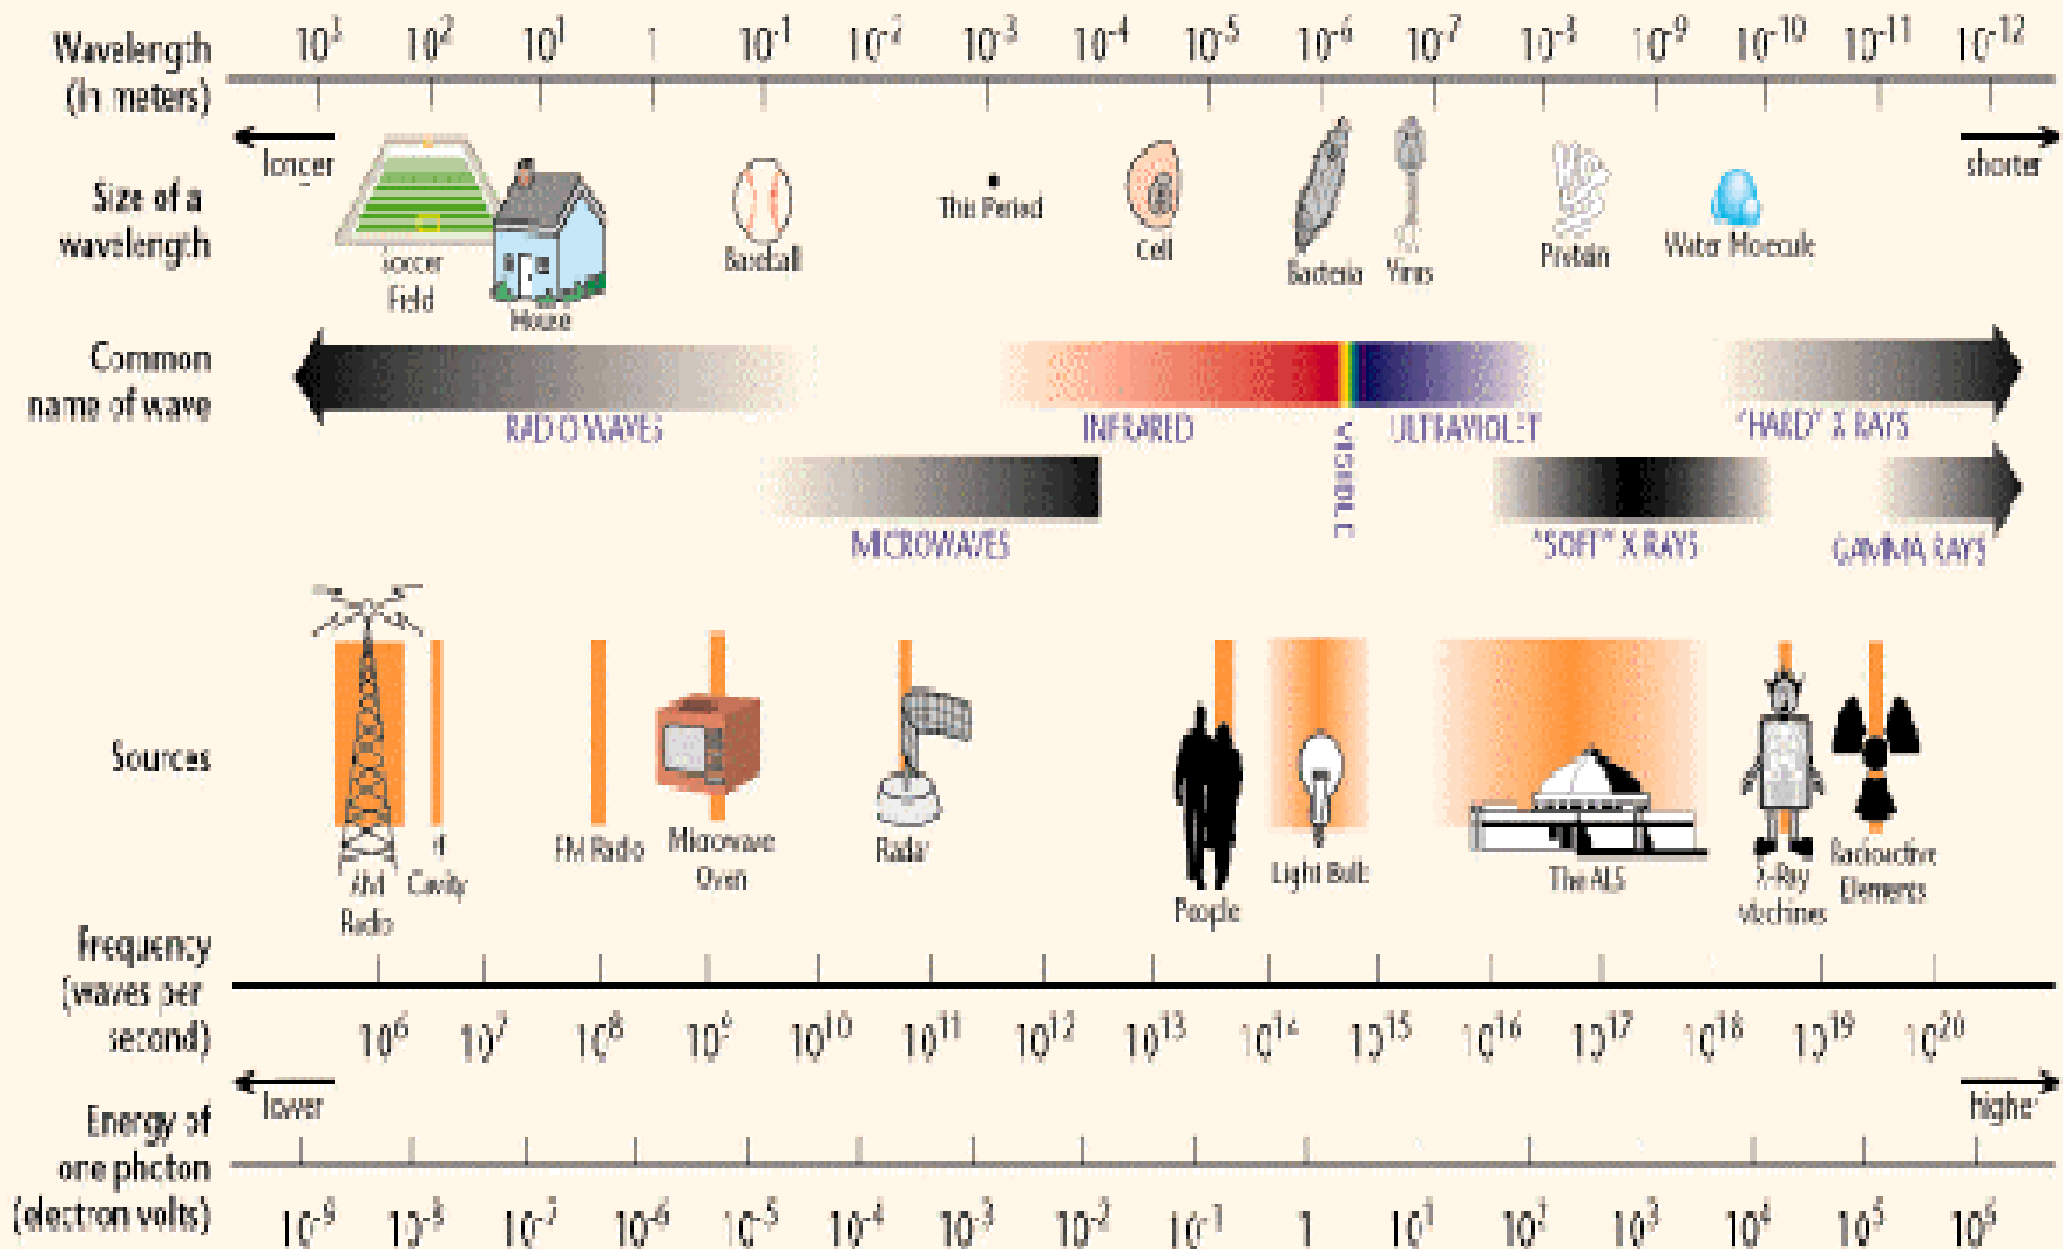 Wavelength
(in meters)
10³ 10² 10¹ 1 10⁻¹ 10⁻² 10⁻³ 10⁻⁴ 10⁻⁵ 10⁻⁶ 10⁻⁷ 10⁻⁸ 10⁻⁹ 10⁻¹⁰ 10⁻¹¹ 10⁻¹²
longer
shorter
Size of a
wavelength
Soccer
Field
House
Baseball
This Period
Cell
Bacteria
Virus
Protein
Water Molecule
Common
name of wave
RADIO WAVES
INFRARED
VISIBLE
ULTRAVIOLET
"HARD" X RAYS
MICROWAVES
"SOFT" X RAYS
GAMMA RAYS
Sources
AM
Radio
rf
Cavity
FM Radio
Microwave
Oven
Radar
People
Light Bulb
The ALS
X-Ray
Machines
Radioactive
Elements
Frequency
(waves per
second)
10⁶ 10⁷ 10⁸ 10⁹ 10¹⁰ 10¹¹ 10¹² 10¹³ 10¹⁴ 10¹⁵ 10¹⁶ 10¹⁷ 10¹⁸ 10¹⁹ 10²⁰
lower
higher
Energy of
one photon
(electron volts)
10⁻⁹ 10⁻⁸ 10⁻⁷ 10⁻⁶ 10⁻⁵ 10⁻⁴ 10⁻³ 10⁻² 10⁻¹ 1 10¹ 10² 10³ 10⁴ 10⁵ 10⁶